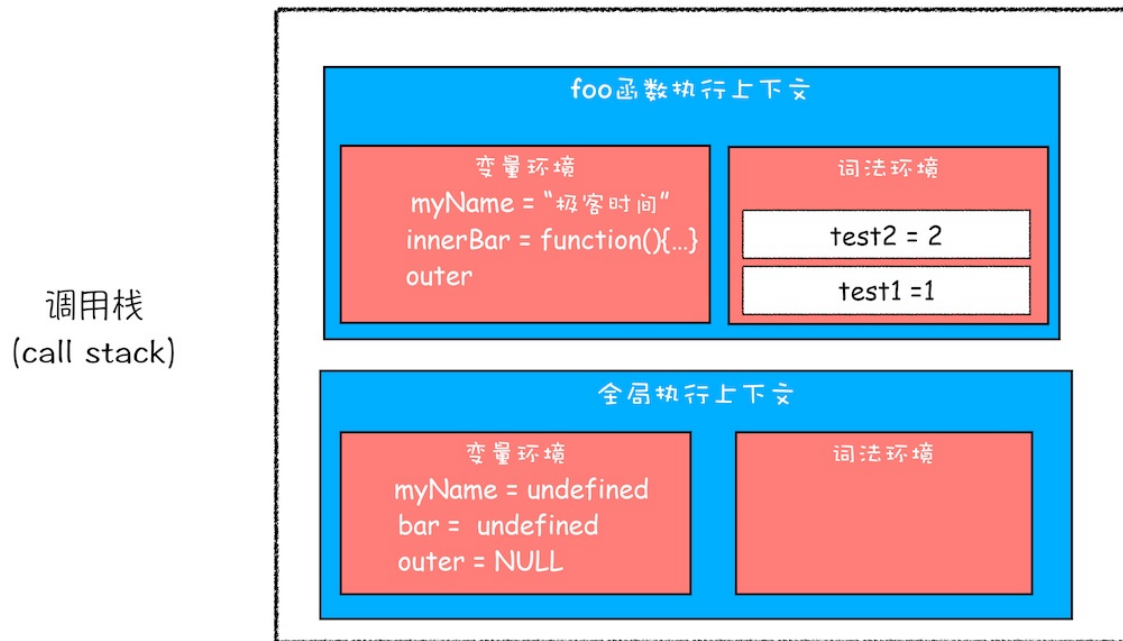 调用栈
(call stack)
foo函数执行上下文
变量环境
myName = “极客时间”
innerBar = function(){...}
outer
词法环境
test2 = 2
test1 =1
全局执行上下文
变量环境
myName = undefined
bar = undefined
outer = NULL
词法环境